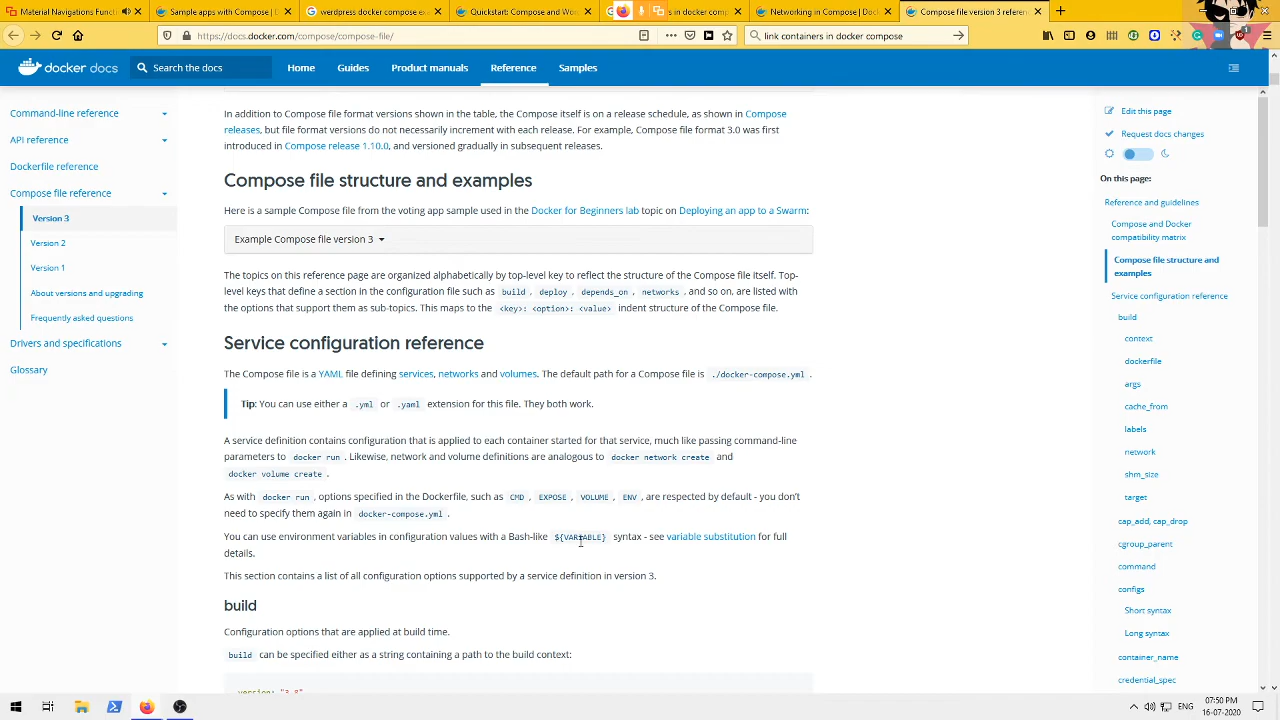 Material Navigation Fuctions
Sample apps with Compose | D
wordpress docker compose ex
Quickstart: Compose and Wor
s in docker comp
Networking in Compose | Doc
Compose file version 3 referen
https://docs.docker.com/compose/compose-file/
link containers in docker compose
docker docs
Search the docs
Home
Guides
Product manuals
Reference
Samples
Command-line reference
API reference
Dockerfile reference
Compose file reference
Version 3
Version 2
Version 1
About versions and upgrading
Frequently asked questions
Drivers and specifications
Glossary
In addition to Compose file format versions shown in the table, the Compose itself is on a release schedule, as shown in Compose
releases, but file format versions do not necessarily increment with each release. For example, Compose file format 3.0 was first
introduced in Compose release 1.10.0, and versioned gradually in subsequent releases.
Compose file structure and examples
Here is a sample Compose file from the voting app sample used in the Docker for Beginners lab topic on Deploying an app to a Swarm:
Example Compose file version 3
The topics on this reference page are organized alphabetically by top-level key to reflect the structure of the Compose file itself. Top-
level keys that define a section in the configuration file such as build, deploy, depends_on, networks, and so on, are listed with
the options that support them as sub-topics. This maps to the <key>: <option>: <value> indent structure of the Compose file.
Service configuration reference
The Compose file is a YAML file defining services, networks and volumes. The default path for a Compose file is ./docker-compose.yml.
Tip: You can use either a .yml or .yaml extension for this file. They both work.
A service definition contains configuration that is applied to each container started for that service, much like passing command-line
parameters to docker run. Likewise, network and volume definitions are analogous to docker network create and
docker volume create.
As with docker run, options specified in the Dockerfile, such as CMD, EXPOSE, VOLUME, ENV, are respected by default - you don't
need to specify them again in docker-compose.yml.
You can use environment variables in configuration values with a Bash-like ${VARIABLE} syntax - see variable substitution for full
details.
This section contains a list of all configuration options supported by a service definition in version 3.
build
Configuration options that are applied at build time.
build can be specified either as a string containing a path to the build context:
version: "3.8"
Edit this page
Request docs changes
On this page:
Reference and guidelines
Compose and Docker
compatibility matrix
Compose file structure and
examples
Service configuration reference
build
context
dockerfile
args
cache_from
labels
network
shm_size
target
cap_add, cap_drop
cgroup_parent
command
configs
Short syntax
Long syntax
container_name
credential_spec
ENG
07:50 PM
16-07-2020